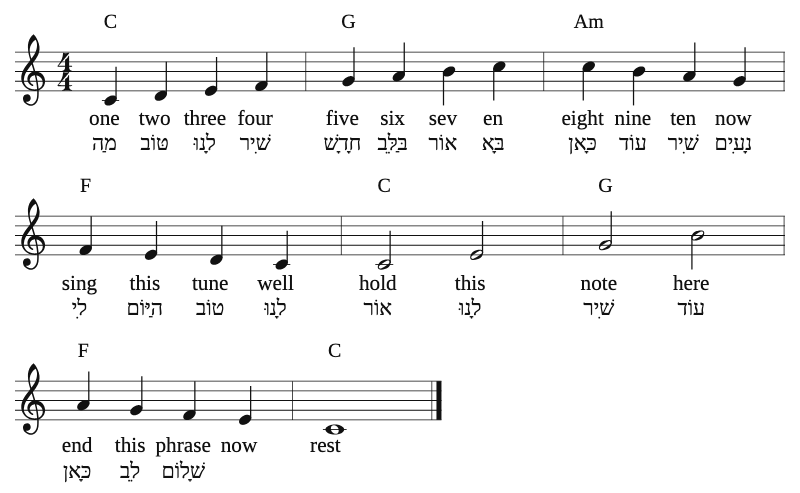 C G Am
one two three four five six sev en eight nine ten now
מַה טוֹב לָנוּ שִׁיר חָדָשׁ בַּלֵּב אוֹר בָּא כָּאן עוֹד שִׁיר נָעִים
F C G
sing this tune well hold this note here
לִי הַיּוֹם טוֹב לָנוּ אוֹר לָנוּ שִׁיר עוֹד
F C
end this phrase now rest
כָּאן לֵב שָׁלוֹם